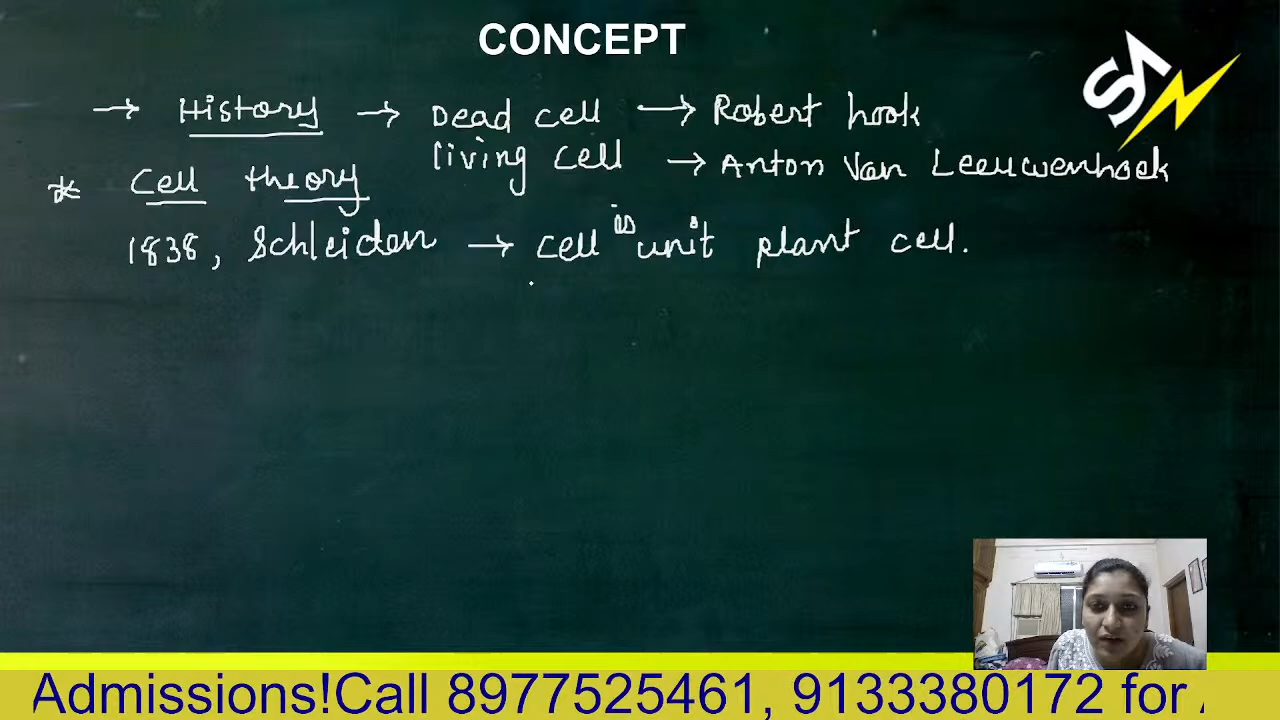 CONCEPT
SAN
→ History → Dead cell → Robert hook
living cell → Anton Van Leeuwenhoek
* Cell theory
1838, Schleiden → cell is unit plant cell.
Admissions!Call 8977525461, 9133380172 for